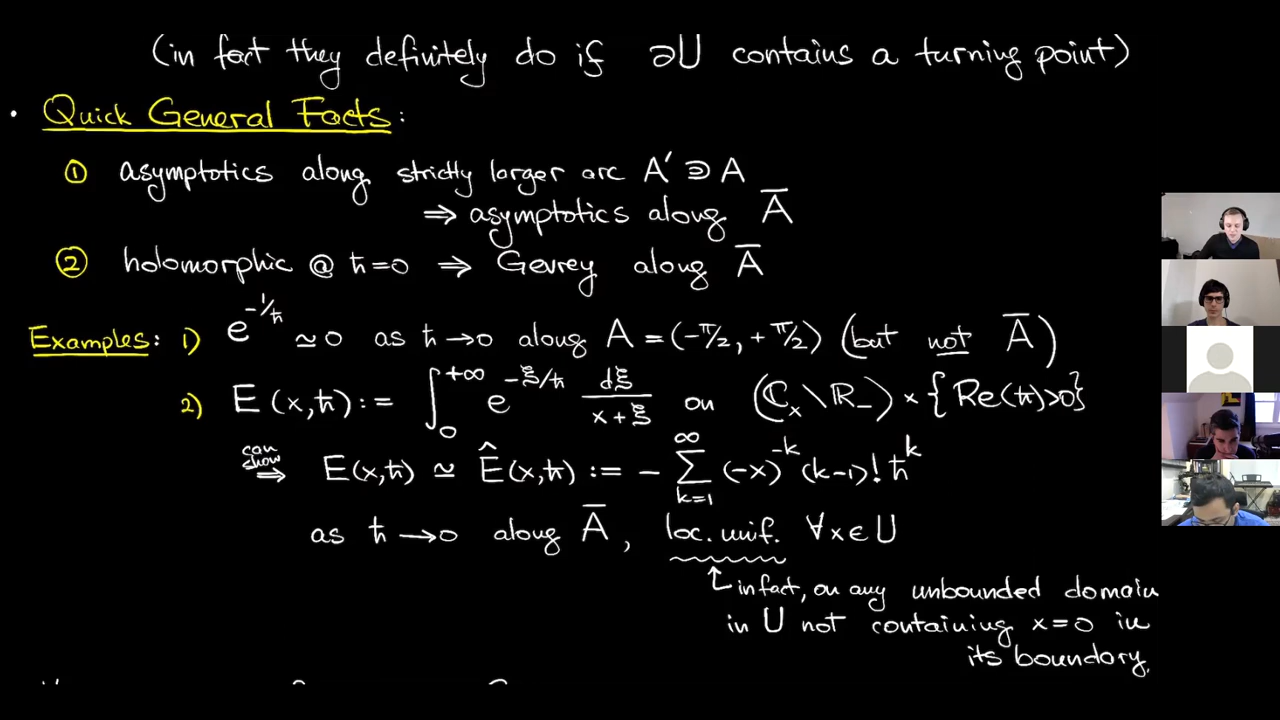 (in fact they definitely do if ∂U contains a turning point)
• Quick General Facts:
① asymptotics along strictly larger arc A′ ∋ A
⇒ asymptotics along A̅
② holomorphic @ ħ=0 ⇒ Gevrey along A̅
Examples: 1) e^{-1/ħ} ≃ 0 as ħ→0 along A = (-π/2, +π/2) (but not A̅)
2) E(x,ħ) := ∫_0^{+∞} e^{-ξ/ħ} dξ/(x+ξ) on (ℂ_x \ ℝ_-) × {Re(ħ)>0}
can show ⇒ E(x,ħ) ≃ Ê(x,ħ) := - ∑_{k=1}^{∞} (-x)^{-k} (k-1)! ħ^k
as ħ→0 along A̅, loc. unif. ∀x∈U
in fact, on any unbounded domain
in U not containing x=0 in
its boundary.